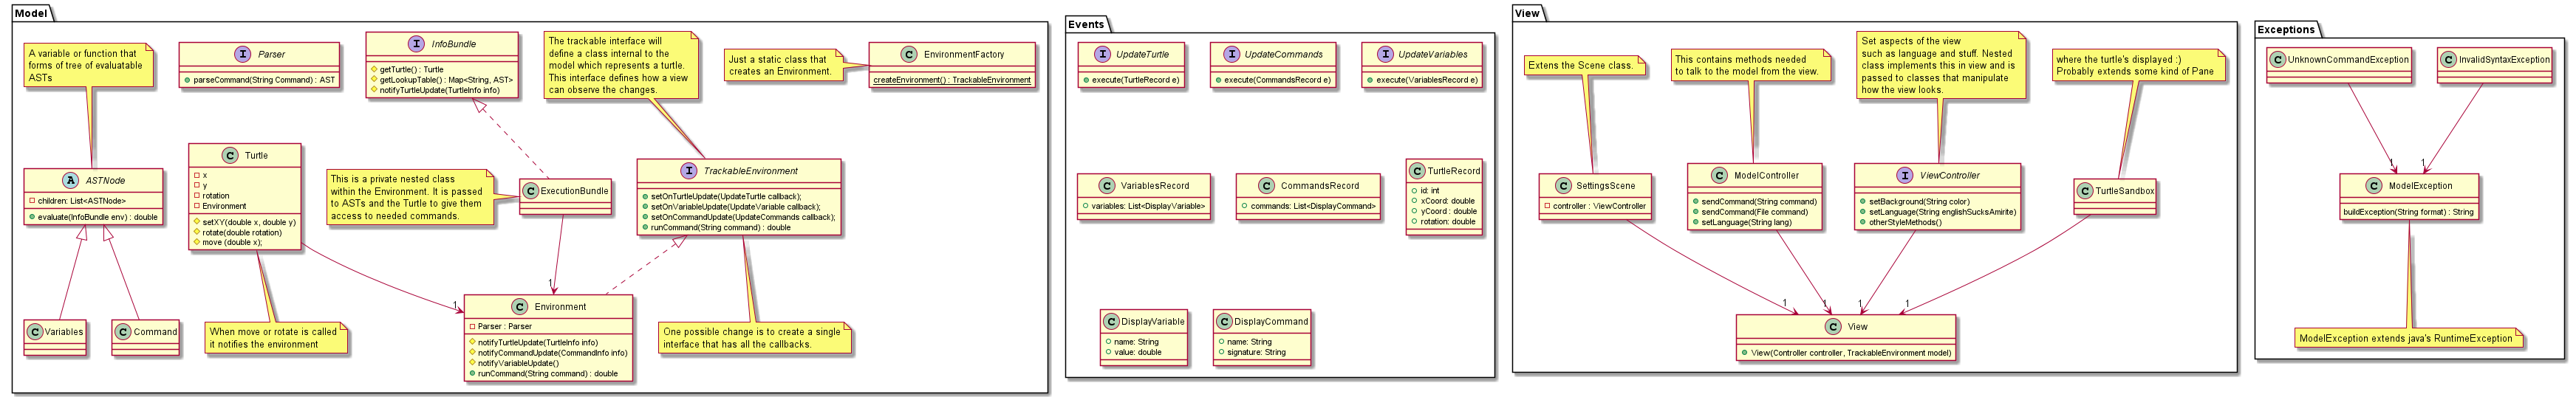 Model
A variable or function that
forms of tree of evaluatable
ASTs
I Parser
parseCommand(String Command) : AST
I InfoBundle
getTurtle() : Turtle
getLookupTable() : Map<String, AST>
notifyTurtleUpdate(TurtleInfo info)
The trackable interface will
define a class internal to the
model which represents a turtle.
This interface defines how a view
can observe the changes.
Just a static class that
creates an Environment.
C EnvironmentFactory
createEnvironment() : TrackableEnvironment
A ASTNode
children: List<ASTNode>
evaluate(InfoBundle env) : double
C Turtle
x
y
rotation
Environment
setXY(double x, double y)
rotate(double rotation)
move (double x);
This is a private nested class
within the Environment. It is passed
to ASTs and the Turtle to give them
access to needed commands.
C ExecutionBundle
I TrackableEnvironment
setOnTurtleUpdate(UpdateTurtle callback);
setOnVariableUpdate(UpdateVariable callback);
setOnCommandUpdate(UpdateCommands callback);
runCommand(String command) : double
1
1
C Variables
C Command
When move or rotate is called
it notifies the environment
C Environment
Parser : Parser
notifyTurtleUpdate(TurtleInfo info)
notifyCommandUpdate(CommandInfo info)
notifyVariableUpdate()
runCommand(String command) : double
One possible change is to create a single
interface that has all the callbacks.
Events
I UpdateTurtle
execute(TurtleRecord e)
I UpdateCommands
execute(CommandsRecord e)
I UpdateVariables
execute(VariablesRecord e)
C VariablesRecord
variables: List<DisplayVariable>
C CommandsRecord
commands: List<DisplayCommand>
C TurtleRecord
id: int
xCoord: double
yCoord : double
rotation: double
C DisplayVariable
name: String
value: double
C DisplayCommand
name: String
signature: String
View
Extens the Scene class.
This contains methods needed
to talk to the model from the view.
Set aspects of the view
such as language and stuff. Nested
class implements this in view and is
passed to classes that manipulate
how the view looks.
where the turtle's displayed :)
Probably extends some kind of Pane
C SettingsScene
controller : ViewController
C ModelController
sendCommand(String command)
sendCommand(File command)
setLanguage(String lang)
I ViewController
setBackground(String color)
setLanguage(String englishSucksAmirite)
otherStyleMethods()
C TurtleSandbox
1
1
1
1
C View
View(Controller controller, TrackableEnvironment model)
Exceptions
C UnknownCommandException
C InvalidSyntaxException
1
1
C ModelException
buildException(String format) : String
ModelException extends java's RuntimeException